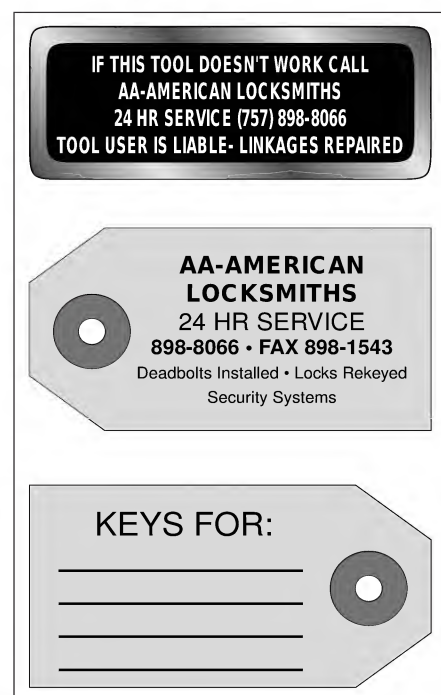 IF THIS TOOL DOESN'T WORK CALL
AA-AMERICAN LOCKSMITHS
24 HR SERVICE (757) 898-8066
TOOL USER IS LIABLE- LINKAGES REPAIRED
AA-AMERICAN
LOCKSMITHS
24 HR SERVICE
898-8066 • FAX 898-1543
Deadbolts Installed • Locks Rekeyed
Security Systems
KEYS FOR: